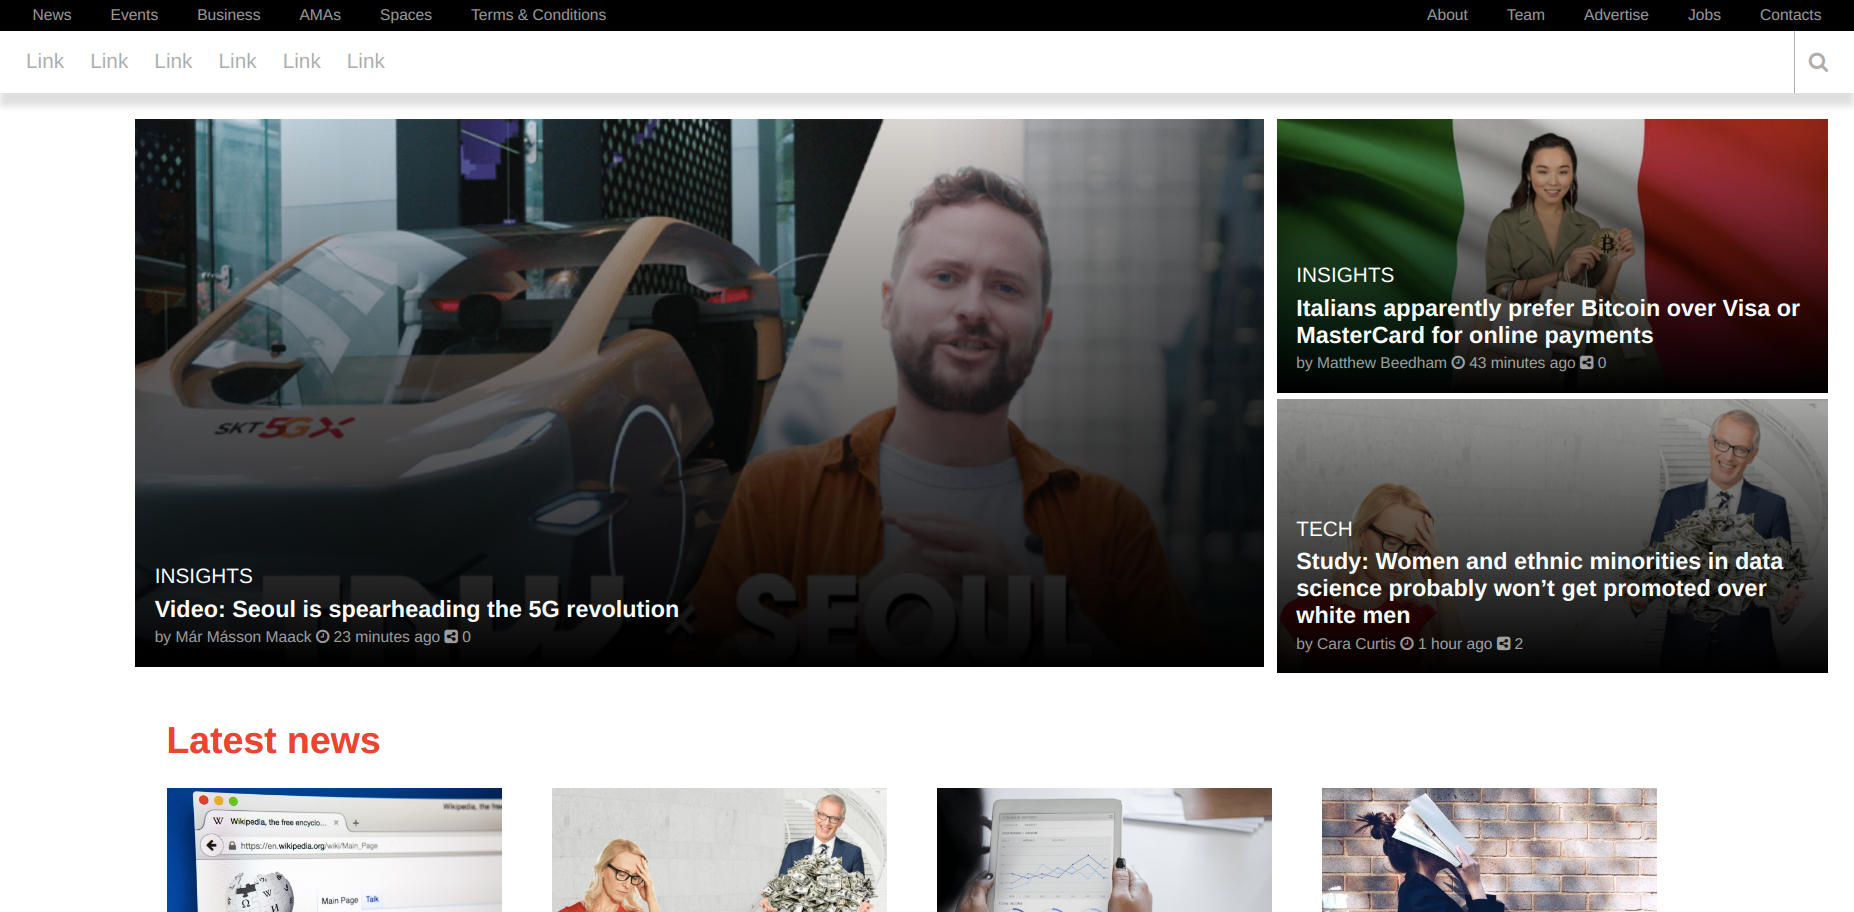 News Events Business AMAs Spaces Terms & Conditions About Team Advertise Jobs Contacts
Link Link Link Link Link Link
SKT 5GX
INSIGHTS
Video: Seoul is spearheading the 5G revolution
by Már Másson Maack 23 minutes ago 0
SEOUL
INSIGHTS
Italians apparently prefer Bitcoin over Visa or
MasterCard for online payments
by Matthew Beedham 43 minutes ago 0
TECH
Study: Women and ethnic minorities in data
science probably won’t get promoted over
white men
by Cara Curtis 1 hour ago 2
Latest news
Wikipedia, the fre
W Wikipedia, the free encyclo... × +
https://en.wikipedia.org/wiki/Main_Page
Main Page Talk